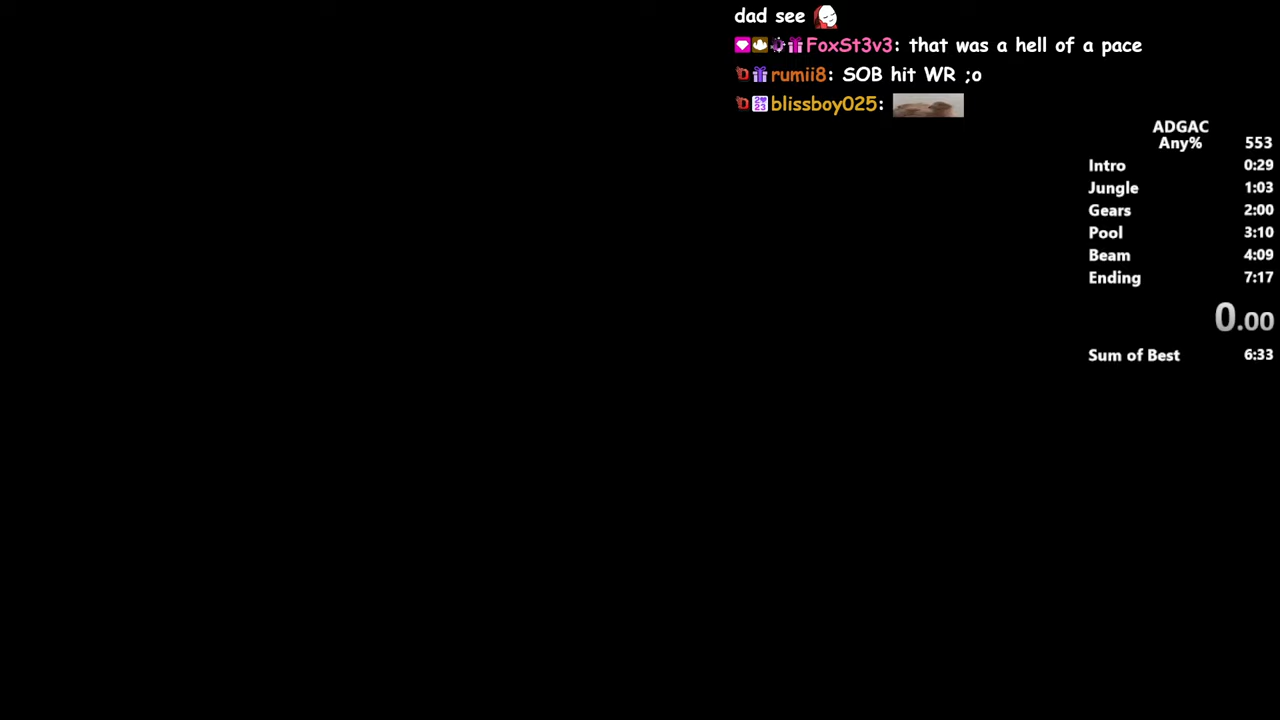 dad see
FoxSt3v3: that was a hell of a pace
rumii8: SOB hit WR ;o
blissboy025:
ADGAC
Any% 553
Intro 0:29
Jungle 1:03
Gears 2:00
Pool 3:10
Beam 4:09
Ending 7:17
0.00
Sum of Best 6:33